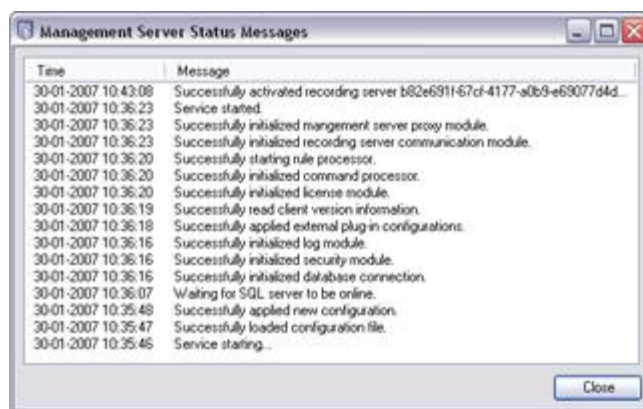 Management Server Status Messages
Time Message
30-01-2007 10:43:08 Successfully activated recording server b82e691f-67cf-4177-a0b9-e69077d4d...
30-01-2007 10:36:23 Service started.
30-01-2007 10:36:23 Successfully initialized mangement server proxy module.
30-01-2007 10:36:23 Successfully initialized recording server communication module.
30-01-2007 10:36:20 Successfully starting rule processor.
30-01-2007 10:36:20 Successfully initialized command processor.
30-01-2007 10:36:20 Successfully initialized license module.
30-01-2007 10:36:19 Successfully read client version information.
30-01-2007 10:36:18 Successfully applied external plug-in configurations.
30-01-2007 10:36:16 Successfully initialized log module.
30-01-2007 10:36:16 Successfully initialized security module.
30-01-2007 10:36:16 Successfully initialized database connection.
30-01-2007 10:36:07 Waiting for SQL server to be online.
30-01-2007 10:35:48 Successfully applied new configuration.
30-01-2007 10:35:47 Successfully loaded configuration file.
30-01-2007 10:35:46 Service starting...
Close